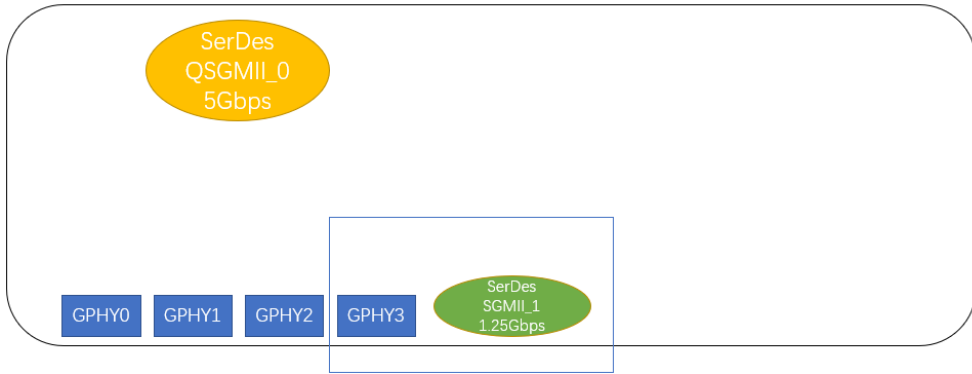 SerDes
QSGMII_0
5Gbps
SerDes
SGMII_1
1.25Gbps
GPHY0
GPHY1
GPHY2
GPHY3